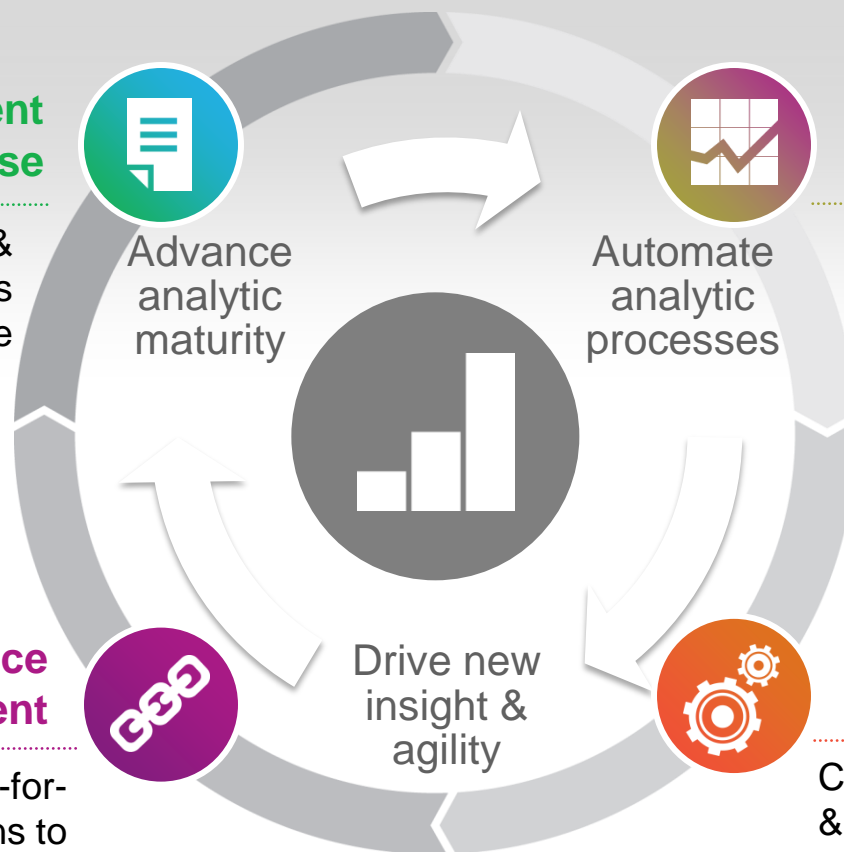 ent
se
&
s
e
Advance
analytic
maturity
Automate
analytic
processes
Drive new
insight &
agility
ce
ent
-for-
ns to
C
&